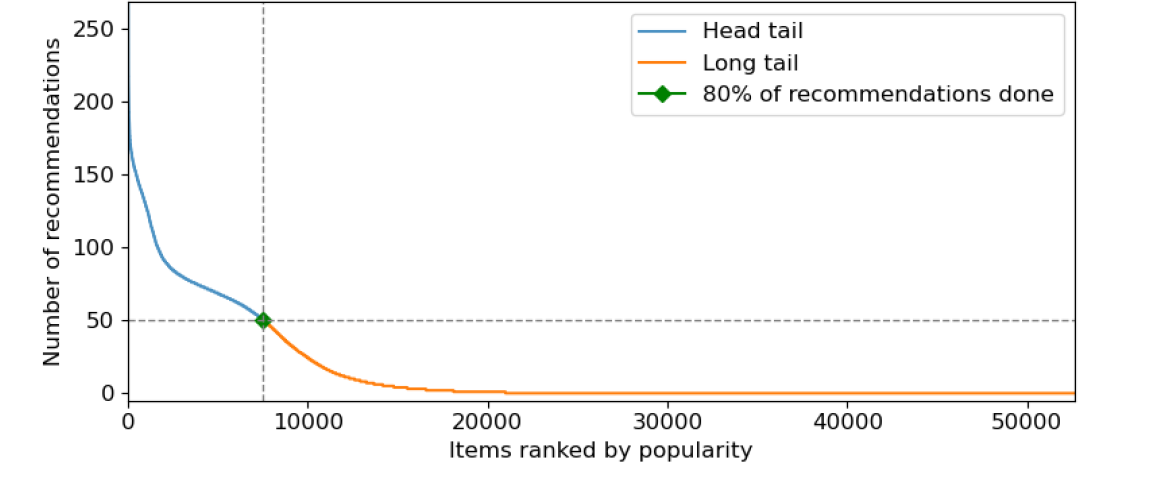 250
200
150
100
50
0
Number of recommendations
Head tail
Long tail
80% of recommendations done
0 10000 20000 30000 40000 50000
Items ranked by popularity